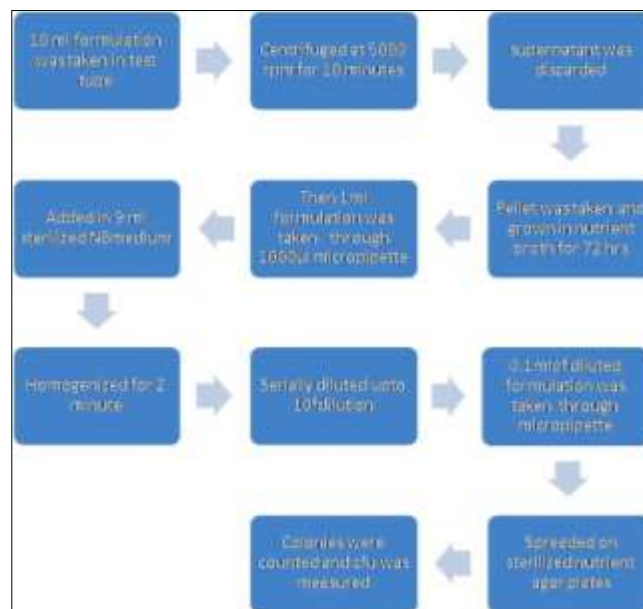 10 ml formulation
was taken in test
tube
Centrifuged at 5000
rpm for 10 minutes
Supernatant was
discarded
Pellet was taken and
grown in nutrient
broth for 72 hrs
Then 1ml
formulation was
taken through
1000µl micropipette
Added in 9 ml
sterilized NB medium
Homogenized for 2
minute
Serially diluted upto
dilution
0.1 ml of diluted
formulation was
taken through
micropipette
Spreaded on
sterilized nutrient
agar plates
Colonies were
counted and cfu was
measured